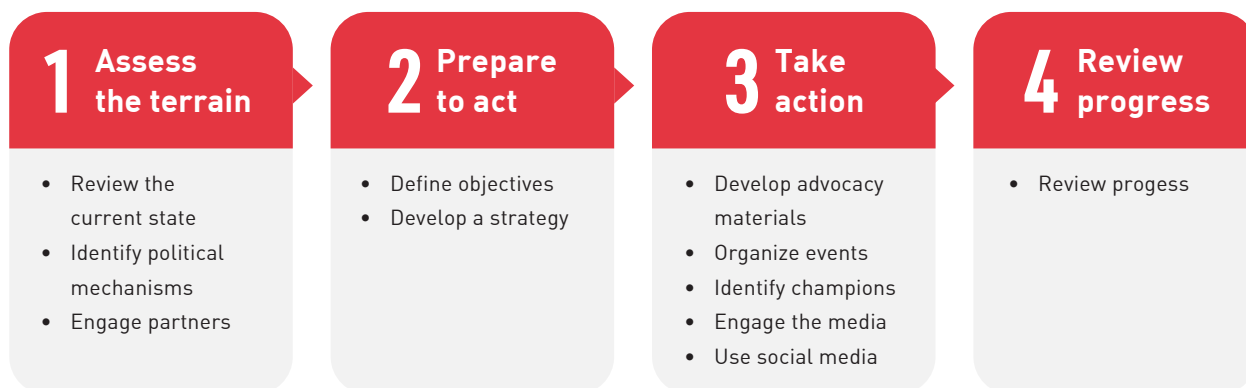 1 Assess
the terrain
• Review the
current state
• Identify political
mechanisms
• Engage partners
2 Prepare
to act
• Define objectives
• Develop a strategy
3 Take
action
• Develop advocacy
materials
• Organize events
• Identify champions
• Engage the media
• Use social media
4 Review
progress
• Review progess